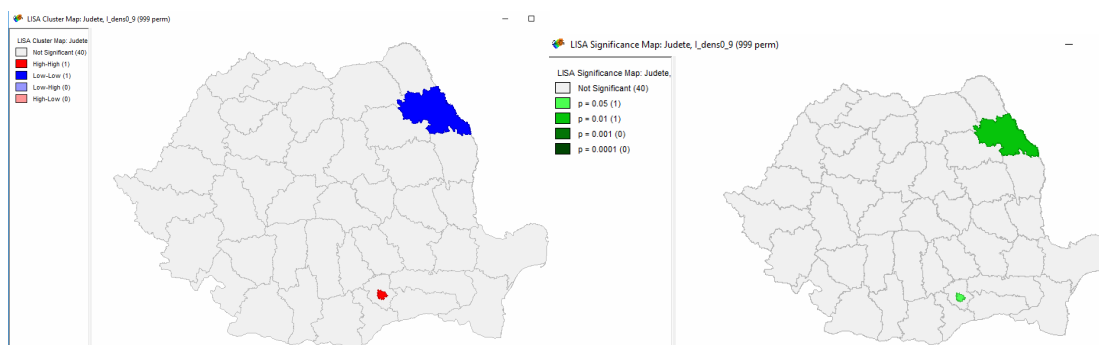 LISA Cluster Map: Judete, I_dens0_9 (999 perm)
LISA Cluster Map: Judete
Not Significant (40)
High-High (1)
Low-Low (1)
Low-High (0)
High-Low (0)
LISA Significance Map: Judete, I_dens0_9 (999 perm)
LISA Significance Map: Judete,
Not Significant (40)
p = 0.05 (1)
p = 0.01 (1)
p = 0.001 (0)
p = 0.0001 (0)